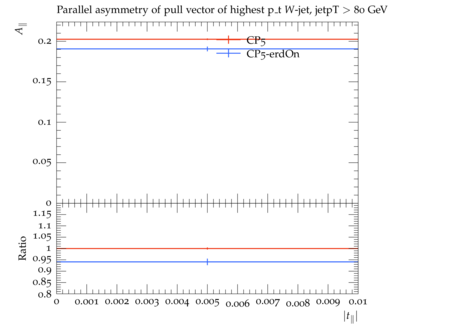 Parallel asymmetry of pull vector of highest p_t W-jet, jetpT > 80 GeV
A∥
0.2
0.15
0.1
0.05
0
CP5
CP5-erdOn
Ratio
1.15
1.1
1.05
1
0.95
0.9
0.85
0.8
0 0.001 0.002 0.003 0.004 0.005 0.006 0.007 0.008 0.009 0.01
|t∥|